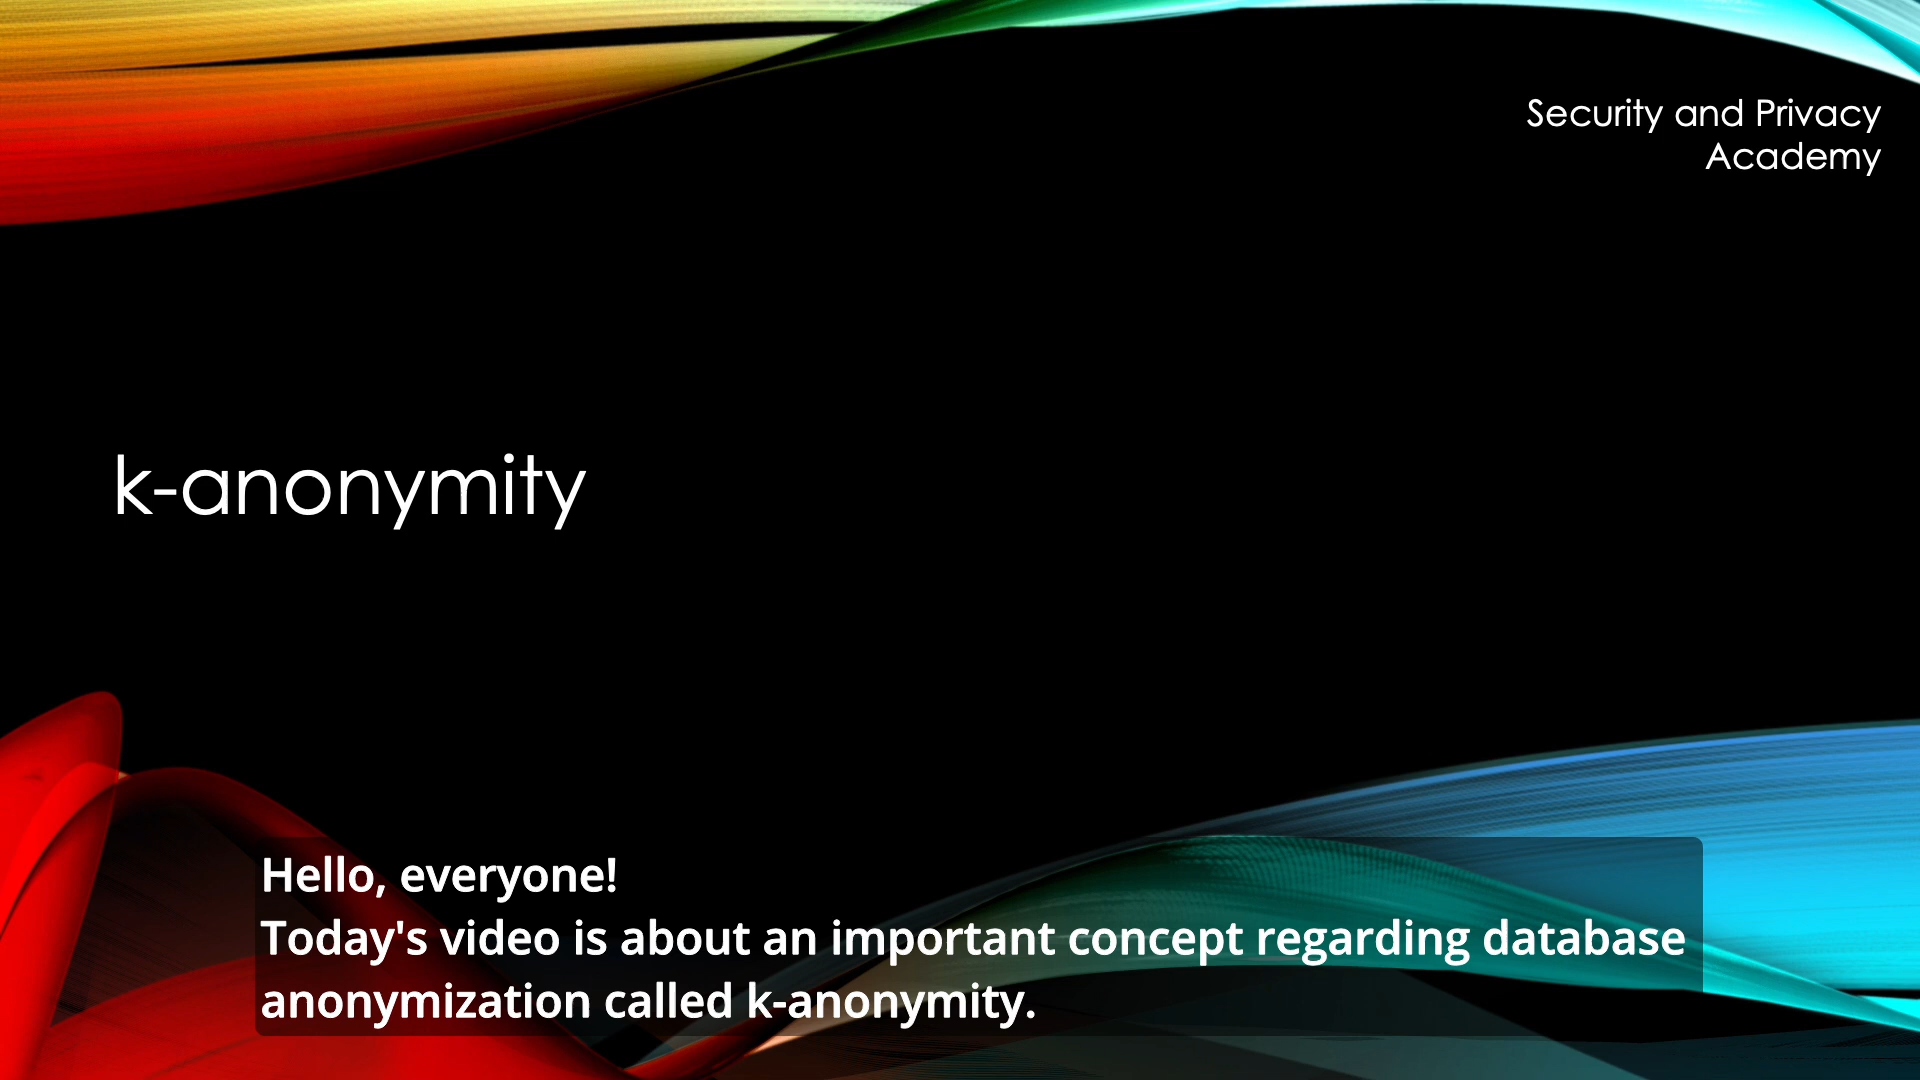 Security and Privacy
Academy
k-anonymity
Hello, everyone!
Today's video is about an important concept regarding database
anonymization called k-anonymity.